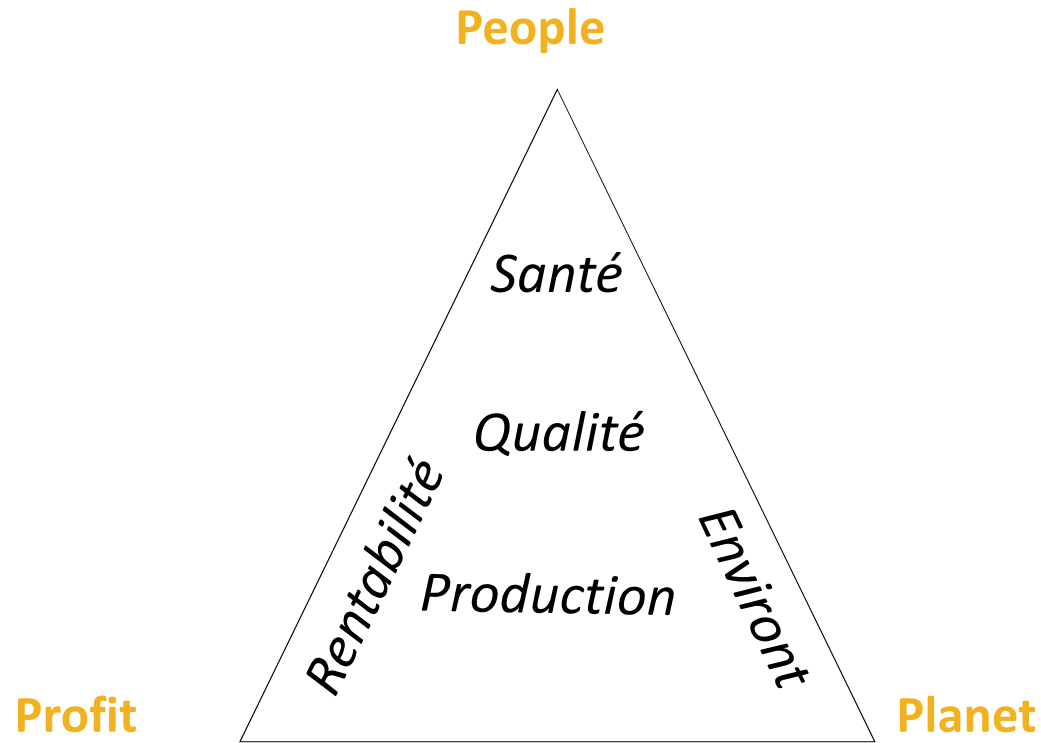 People
Santé
Qualité
Rentabilité
Environt
Production
Profit
Planet